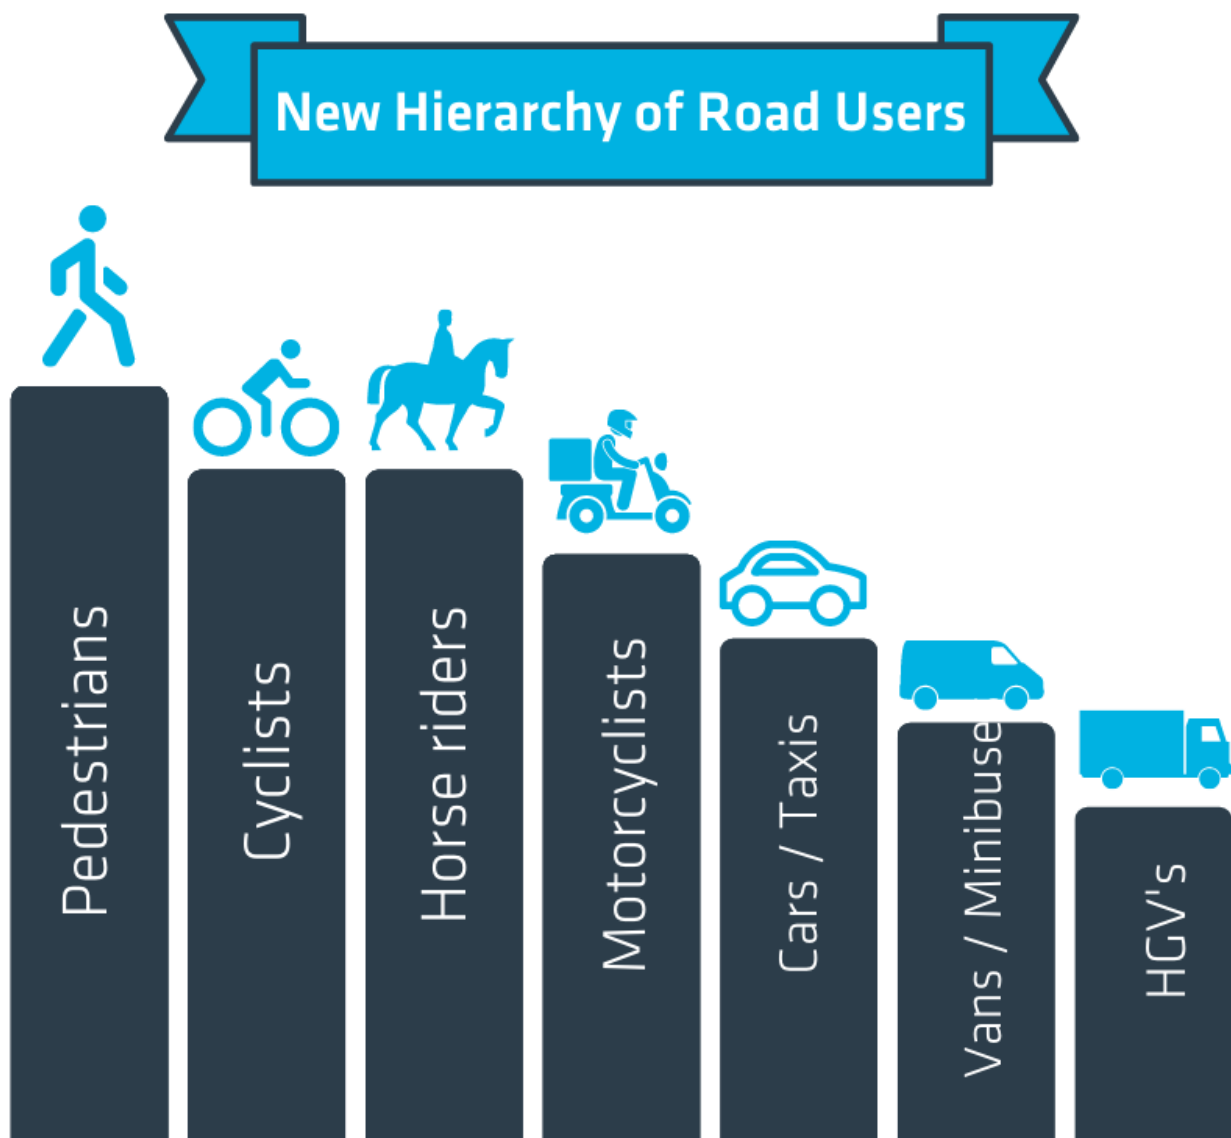 New Hierarchy of Road Users
Pedestrians
Cyclists
Horse riders
Motorcyclists
Cars / Taxis
Vans / Minibuse
HGV's